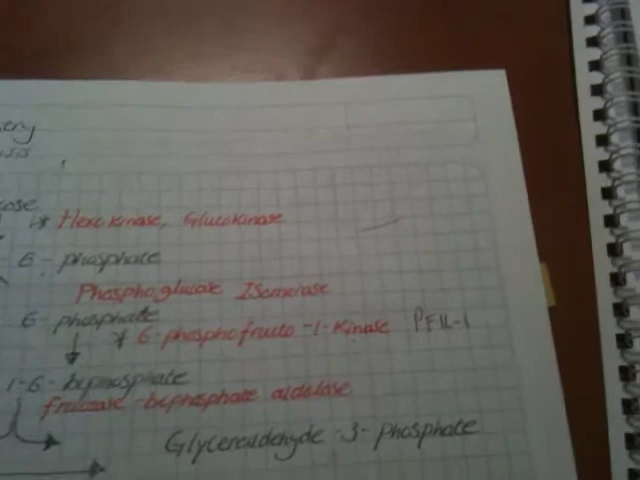 * Hexokinase, Glucokinase
6 - phosphate
Phosphoglucose Isomerase
6 - phosphate
* 6-phosphofructo-1-kinase PFK-1
1-6-bisphosphate
fructose-bisphosphate aldolase
Glyceraldehyde-3-phosphate